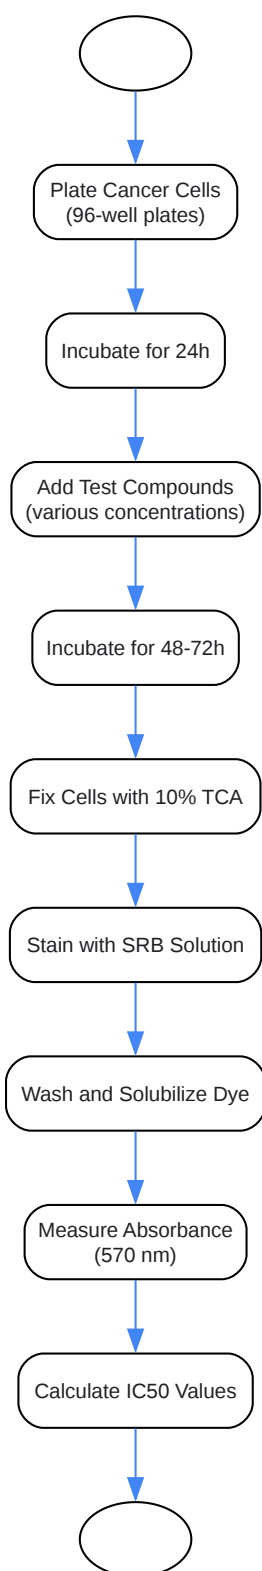 Plate Cancer Cells
(96-well plates)
Incubate for 24h
Add Test Compounds
(various concentrations)
Incubate for 48-72h
Fix Cells with 10% TCA
Stain with SRB Solution
Wash and Solubilize Dye
Measure Absorbance
(570 nm)
Calculate IC50 Values